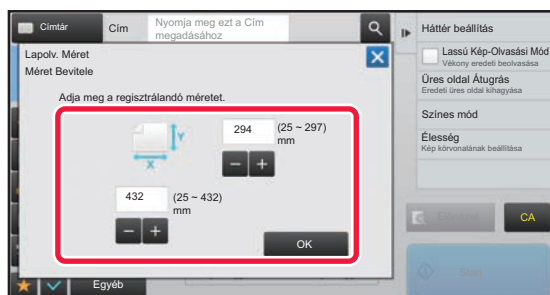 Címtár
Cím
Nyomja meg ezt a Cím
megadásához
Lapolv. Méret
Méret Bevitele
Adja meg a regisztrálandó méretet.
Y
X
294
(25 ~ 297)
mm
432
(25 ~ 432)
mm
OK
Egyéb
Háttér beállítás
Lassú Kép-Olvasási Mód
Vékony eredeti beolvasása
Üres oldal Átugrás
Eredeti üres oldal kihagyása
Színes mód
Élesség
Kép körvonalának beállítása
CA
Start